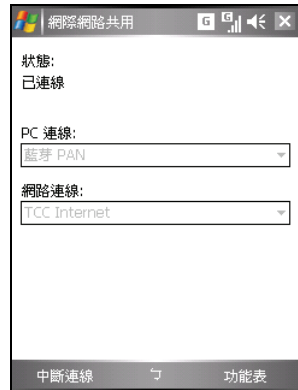 網際網路共用
G
G
狀態:
已連線
PC 連線:
藍芽 PAN
網路連線:
TCC Internet
中斷連線
ㄅ
功能表